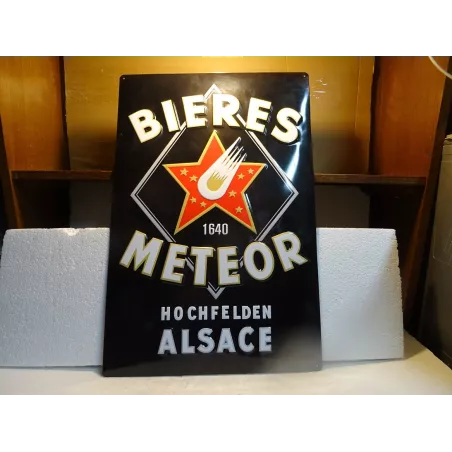 BIERES
1640
METEOR
HOCHFELDEN
ALSACE